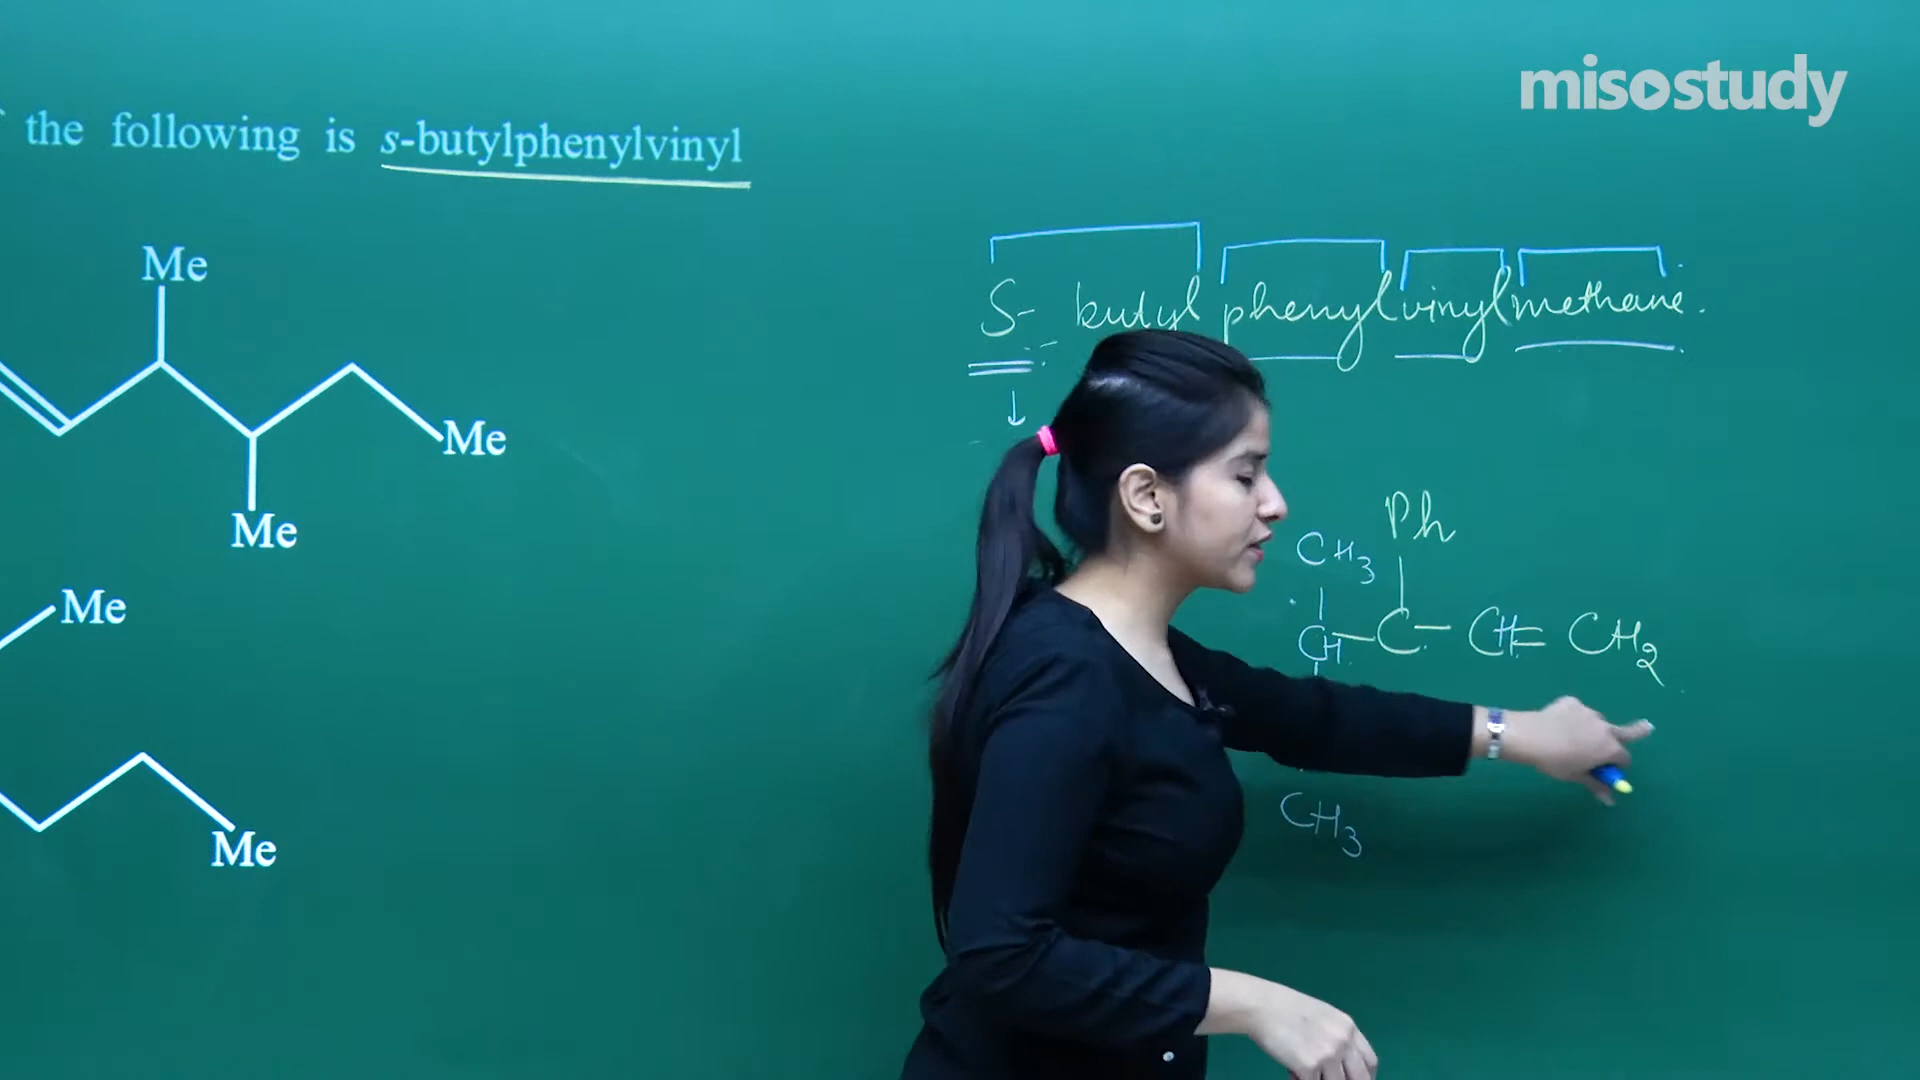 misostudy
the following is s-butylphenylvinyl
Me
Me
Me
Me
Me
S- butyl phenyl vinyl methane.
Ph
CH3
CH-C-CH=CH2
CH3